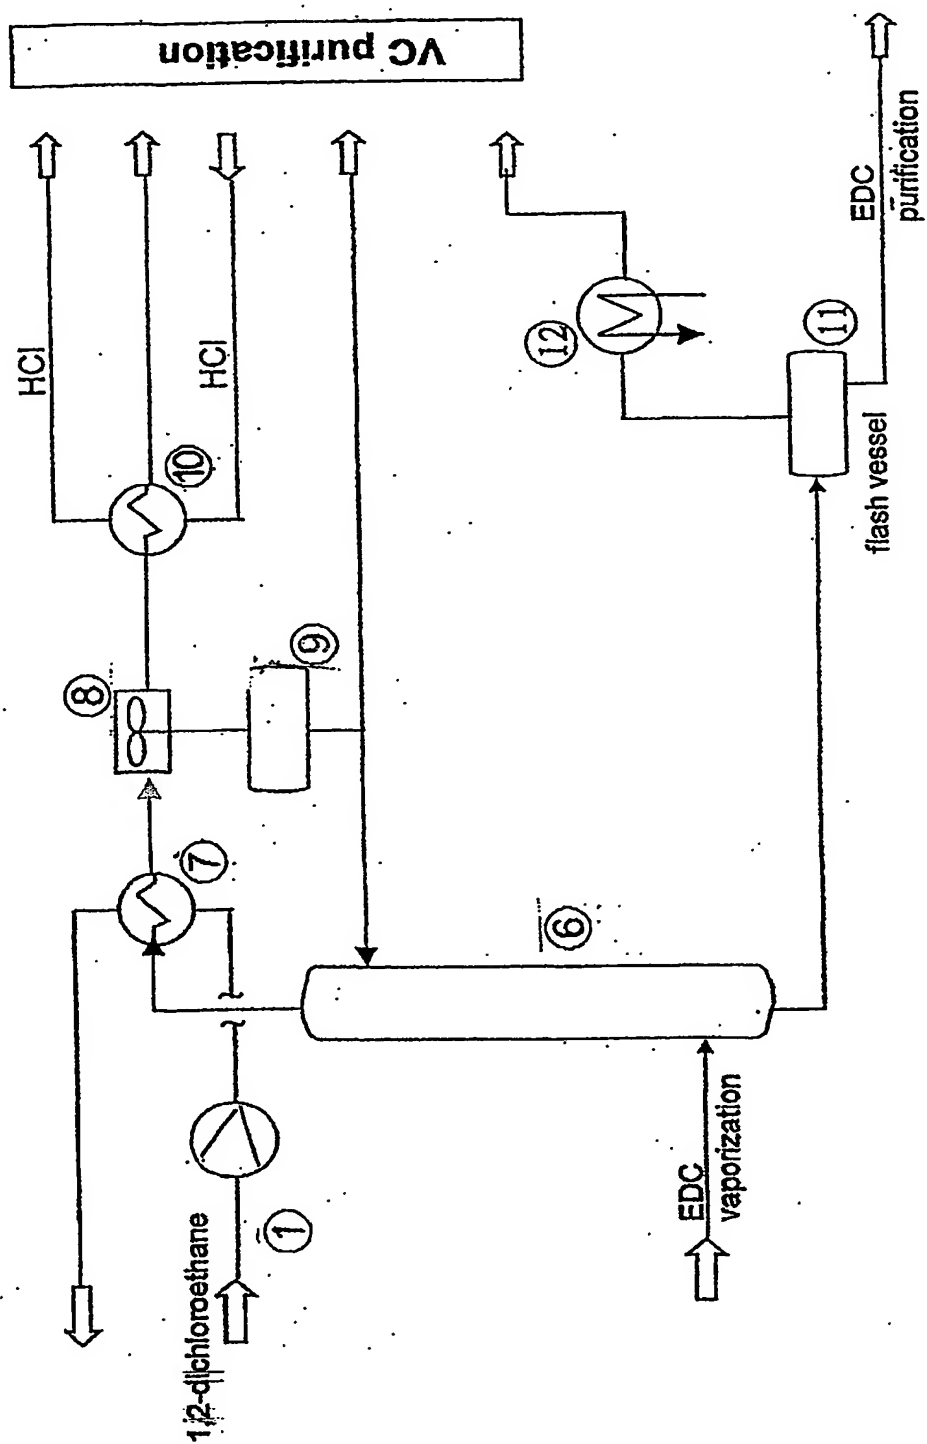 VC purification
HCl
HCl
10
8
9
7
12
11
EDC
purification
flash vessel
6
1
1,2-dichloroethane
EDC
vaporization